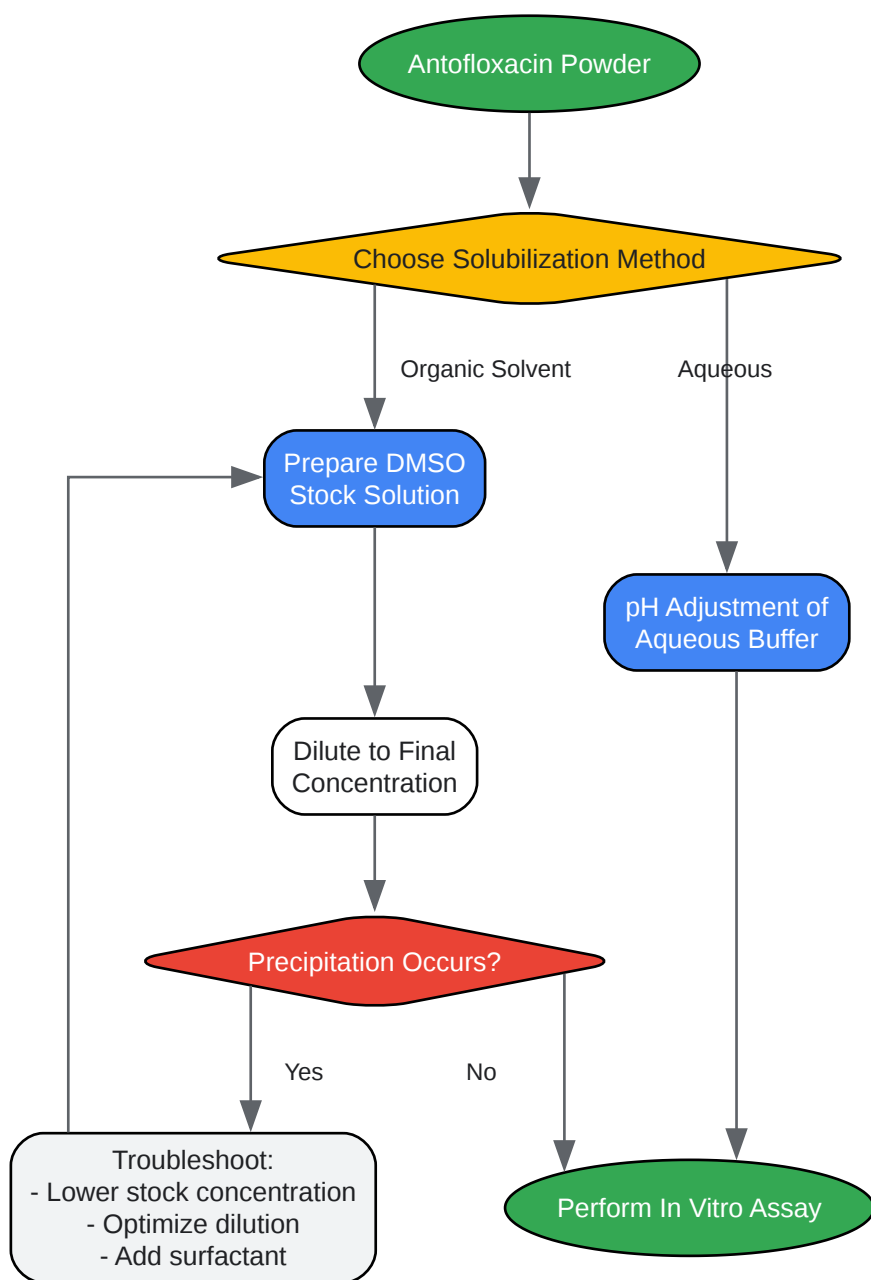 Antofloxacin Powder
Choose Solubilization Method
Organic Solvent
Aqueous
Prepare DMSO
Stock Solution
pH Adjustment of
Aqueous Buffer
Dilute to Final
Concentration
Precipitation Occurs?
Yes
No
Troubleshoot:
- Lower stock concentration
- Optimize dilution
- Add surfactant
Perform In Vitro Assay